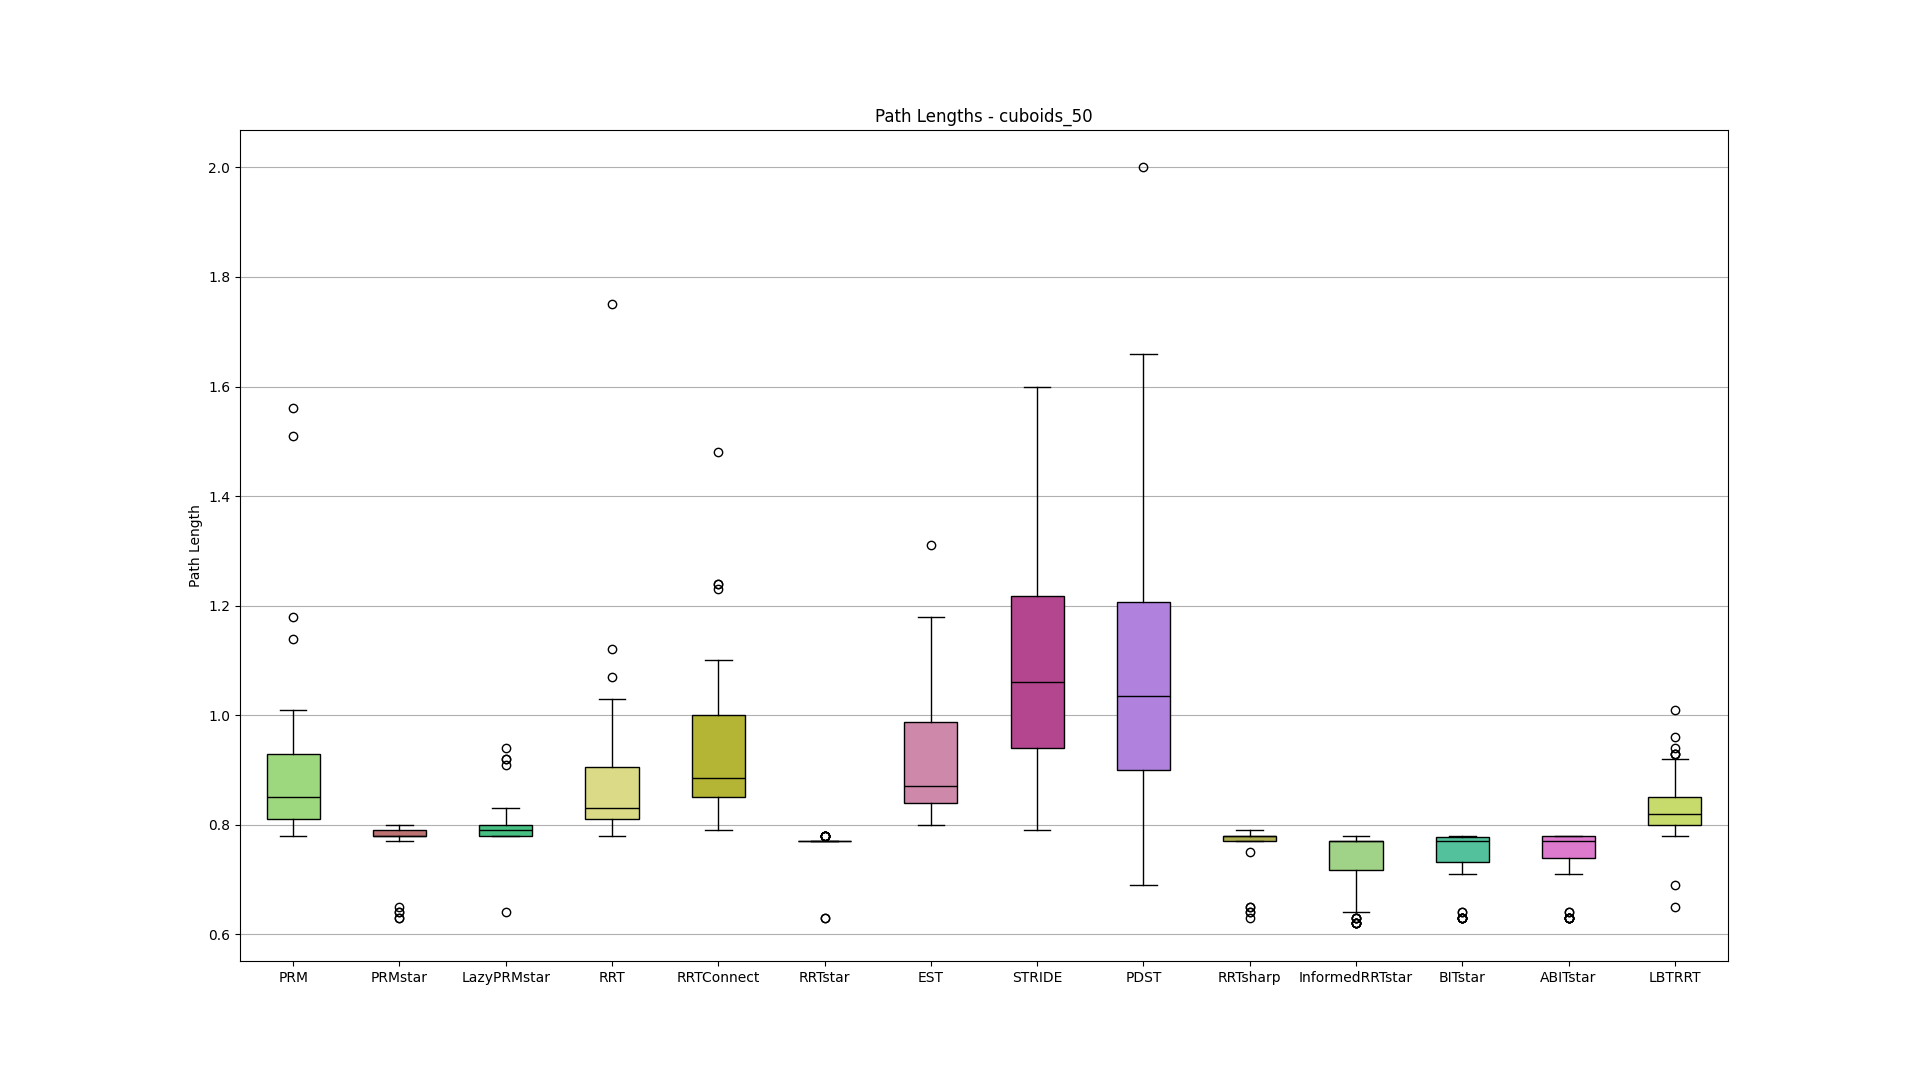 Path Lengths - cuboids_50
2.0
1.8
1.6
1.4
1.2
1.0
0.8
0.6
Path Length
PRM PRMstar LazyPRMstar RRT RRTConnect RRTstar EST STRIDE PDST RRTsharp InformedRRTstar BITstar ABITstar LBTRRT